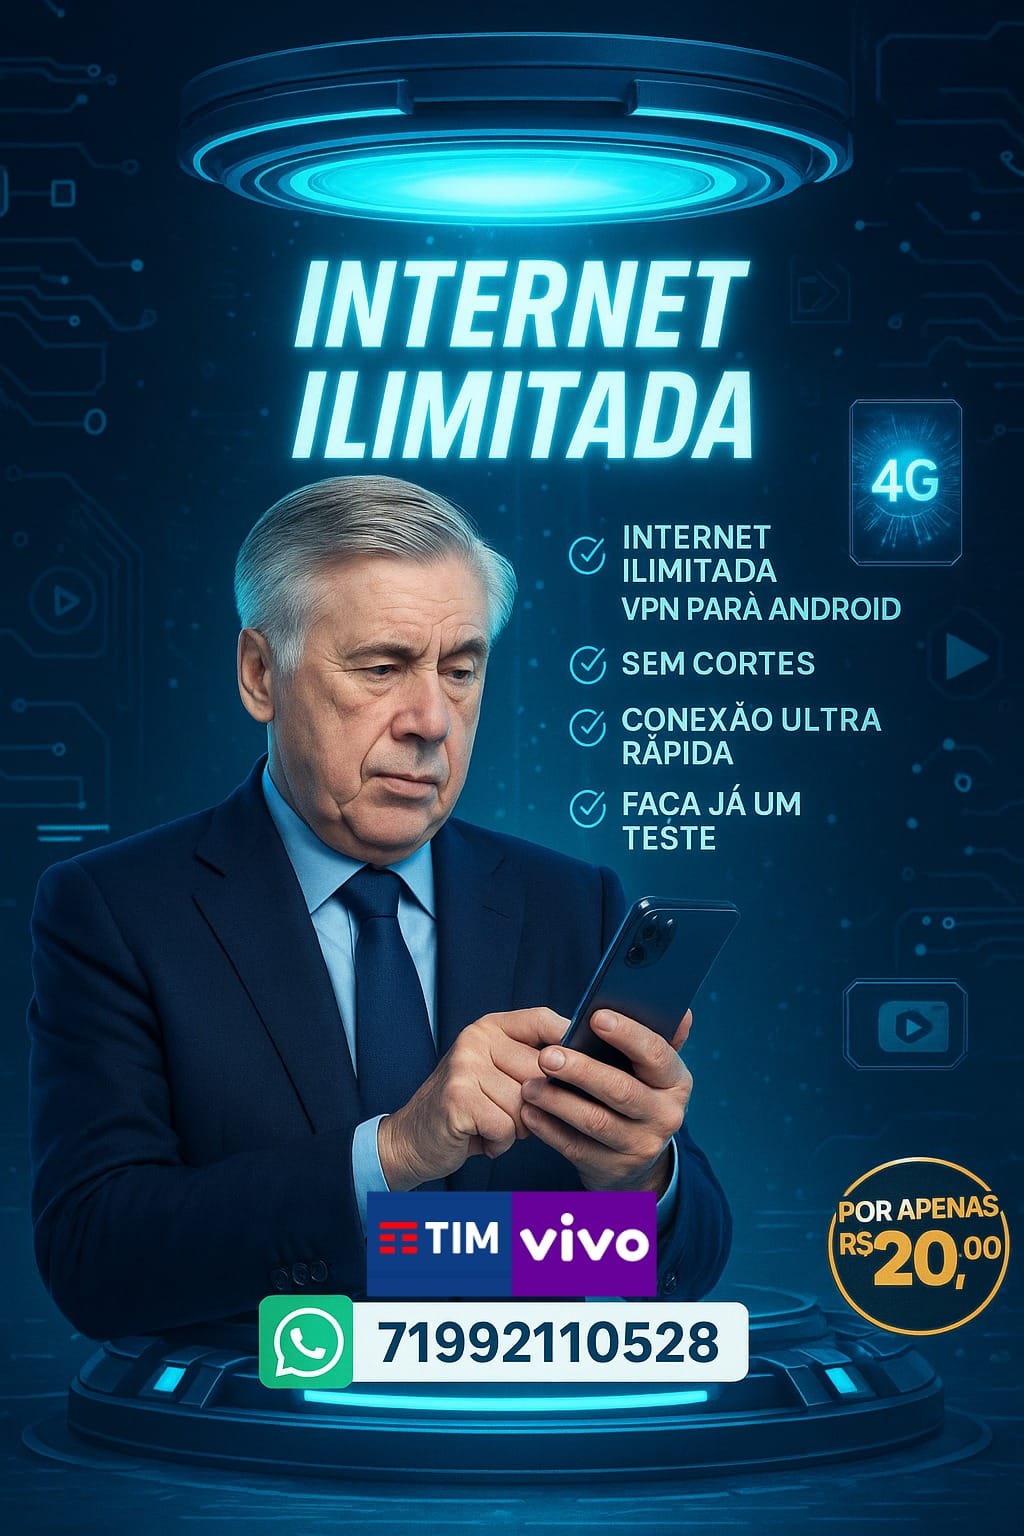 INTERNET
ILIMITADA
4G
INTERNET
ILIMITADA
VPN PARÀ ANDROID
SEM CORTES
CONEXÃO ULTRA
RǍPIDA
FAÇA JÁ UM
TESTE
TIM
vivo
POR APENAS
R$20,00
71992110528